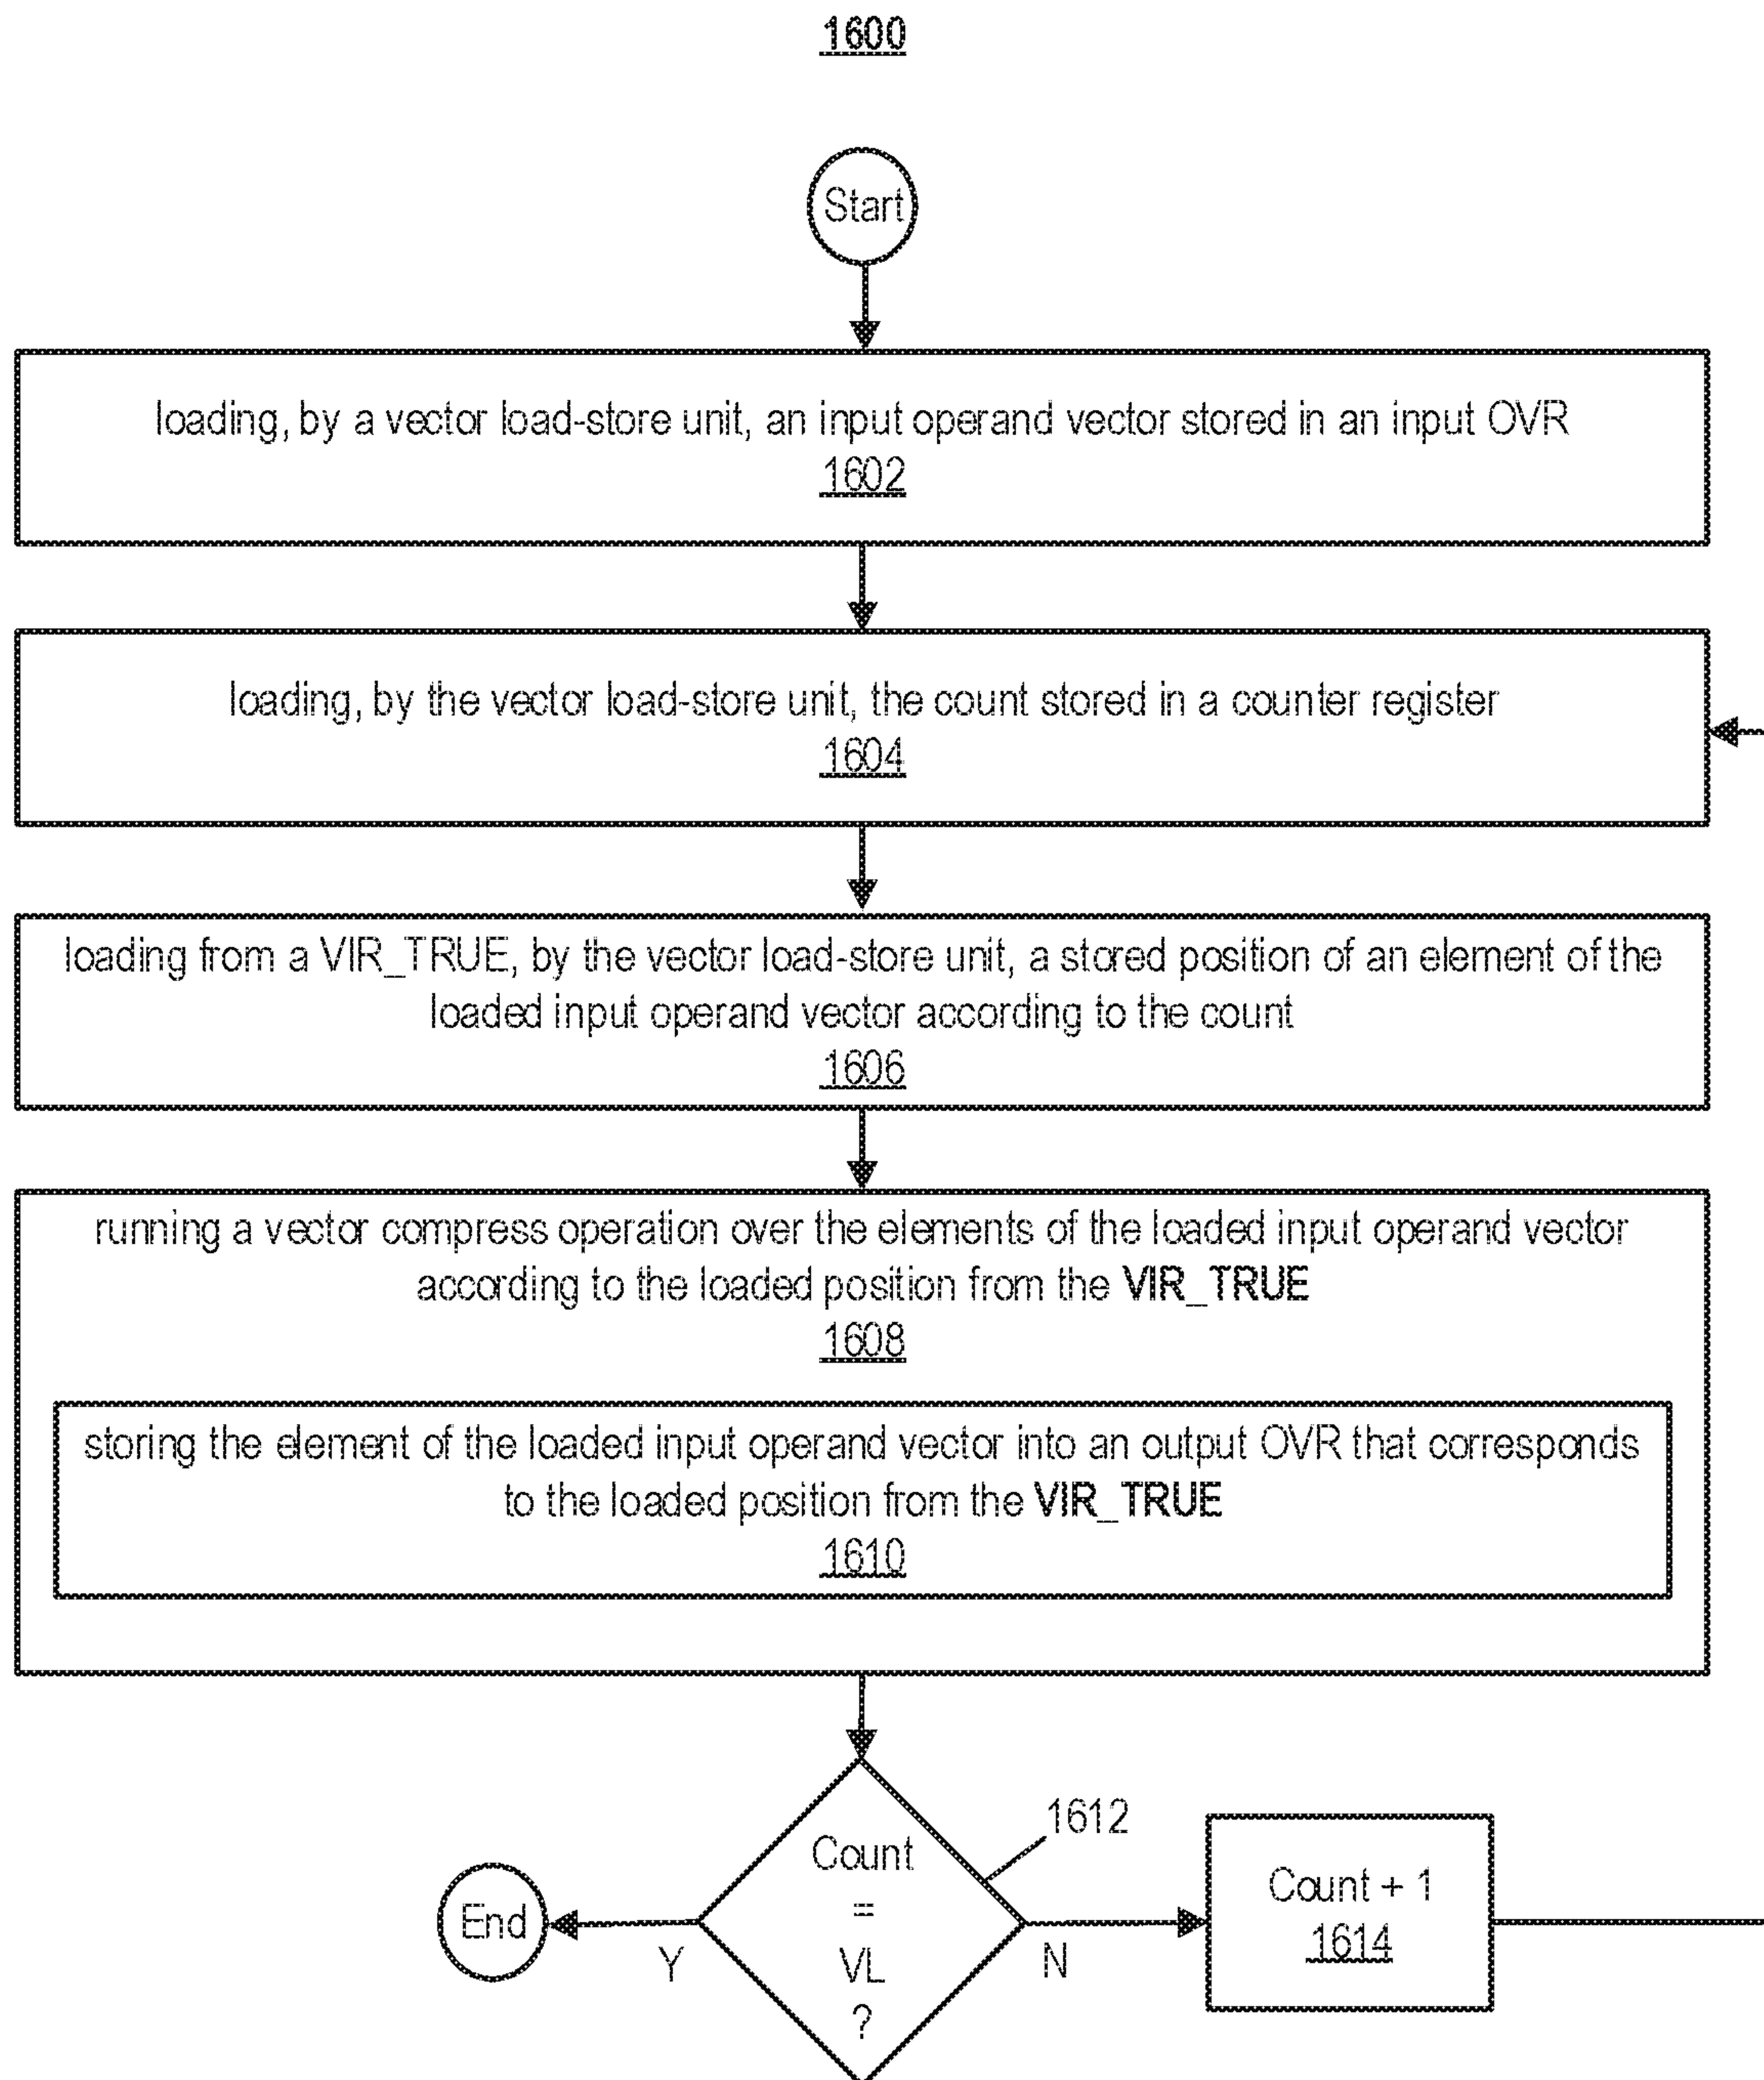 1600
Start
loading, by a vector load-store unit, an input operand vector stored in an input OVR
1602
loading, by the vector load-store unit, the count stored in a counter register
1604
loading from a VIR_TRUE, by the vector load-store unit, a stored position of an element of the
loaded input operand vector according to the count
1606
running a vector compress operation over the elements of the loaded input operand vector
according to the loaded position from the VIR_TRUE
1608
storing the element of the loaded input operand vector into an output OVR that corresponds
to the loaded position from the VIR_TRUE
1610
1612
Count
=
VL
?
End
Y
N
Count + 1
1614